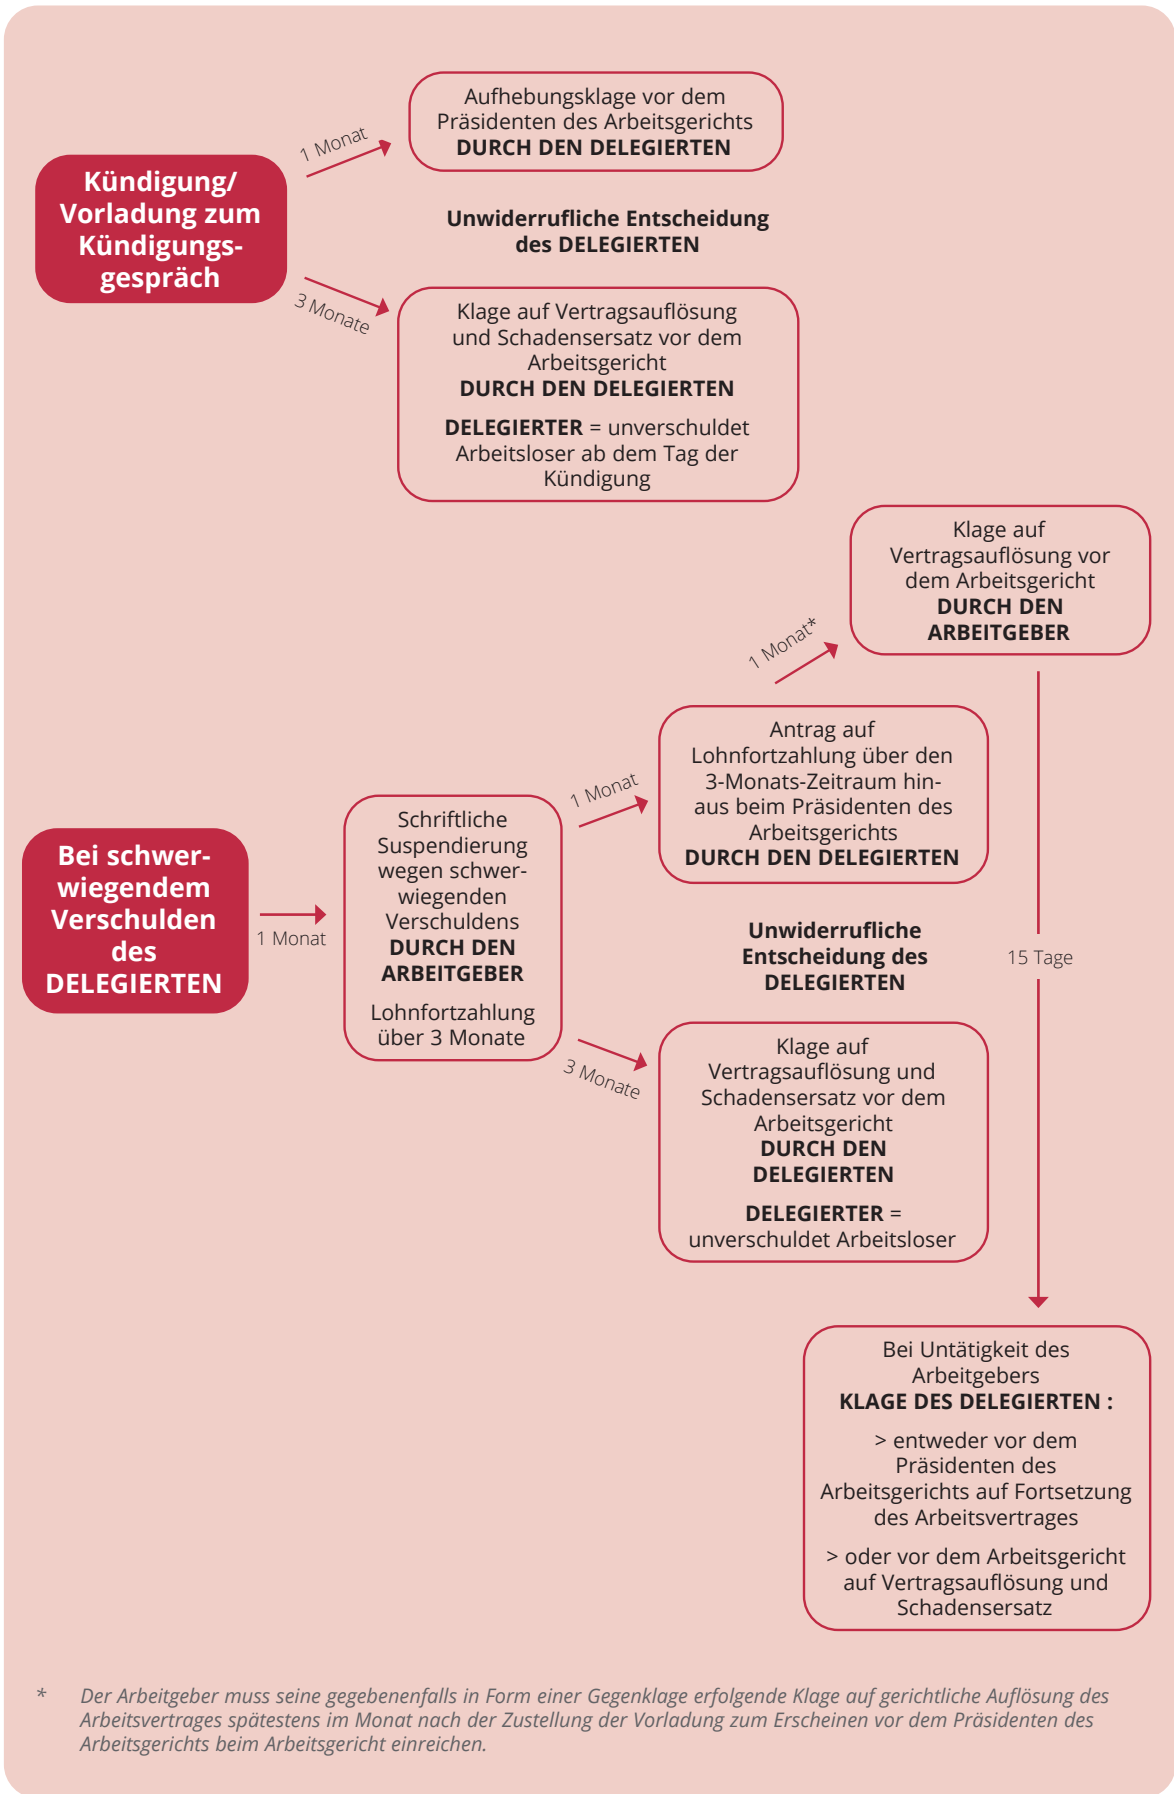 Aufhebungsklage vor dem
Präsidenten des Arbeitsgerichts
DURCH DEN DELEGIERTEN
1 Monat
Kündigung/
Vorladung zum
Kündigungs-
gespräch
Unwiderrufliche Entscheidung
des DELEGIERTEN
3 Monate
Klage auf Vertragsauflösung
und Schadensersatz vor dem
Arbeitsgericht
DURCH DEN DELEGIERTEN
DELEGIERTER = unverschuldet
Arbeitsloser ab dem Tag der
Kündigung
Klage auf
Vertragsauflösung vor
dem Arbeitsgericht
DURCH DEN
ARBEITGEBER
1 Monat*
Antrag auf
Lohnfortzahlung über den
3-Monats-Zeitraum hin-
aus beim Präsidenten des
Arbeitsgerichts
DURCH DEN DELEGIERTEN
1 Monat
Schriftliche
Suspendierung
wegen schwer-
wiegenden
Verschuldens
DURCH DEN
ARBEITGEBER
Lohnfortzahlung
über 3 Monate
Bei schwer-
wiegendem
Verschulden
des
DELEGIERTEN
1 Monat
Unwiderrufliche
Entscheidung des
DELEGIERTEN
15 Tage
3 Monate
Klage auf
Vertragsauflösung und
Schadensersatz vor dem
Arbeitsgericht
DURCH DEN
DELEGIERTEN
DELEGIERTER =
unverschuldet Arbeitsloser
Bei Untätigkeit des
Arbeitgebers
KLAGE DES DELEGIERTEN :
> entweder vor dem
Präsidenten des
Arbeitsgerichts auf Fortsetzung
des Arbeitsvertrages
> oder vor dem Arbeitsgericht
auf Vertragsauflösung und
Schadensersatz
* Der Arbeitgeber muss seine gegebenenfalls in Form einer Gegenklage erfolgende Klage auf gerichtliche Auflösung des
Arbeitsvertrages spätestens im Monat nach der Zustellung der Vorladung zum Erscheinen vor dem Präsidenten des
Arbeitsgerichts beim Arbeitsgericht einreichen.